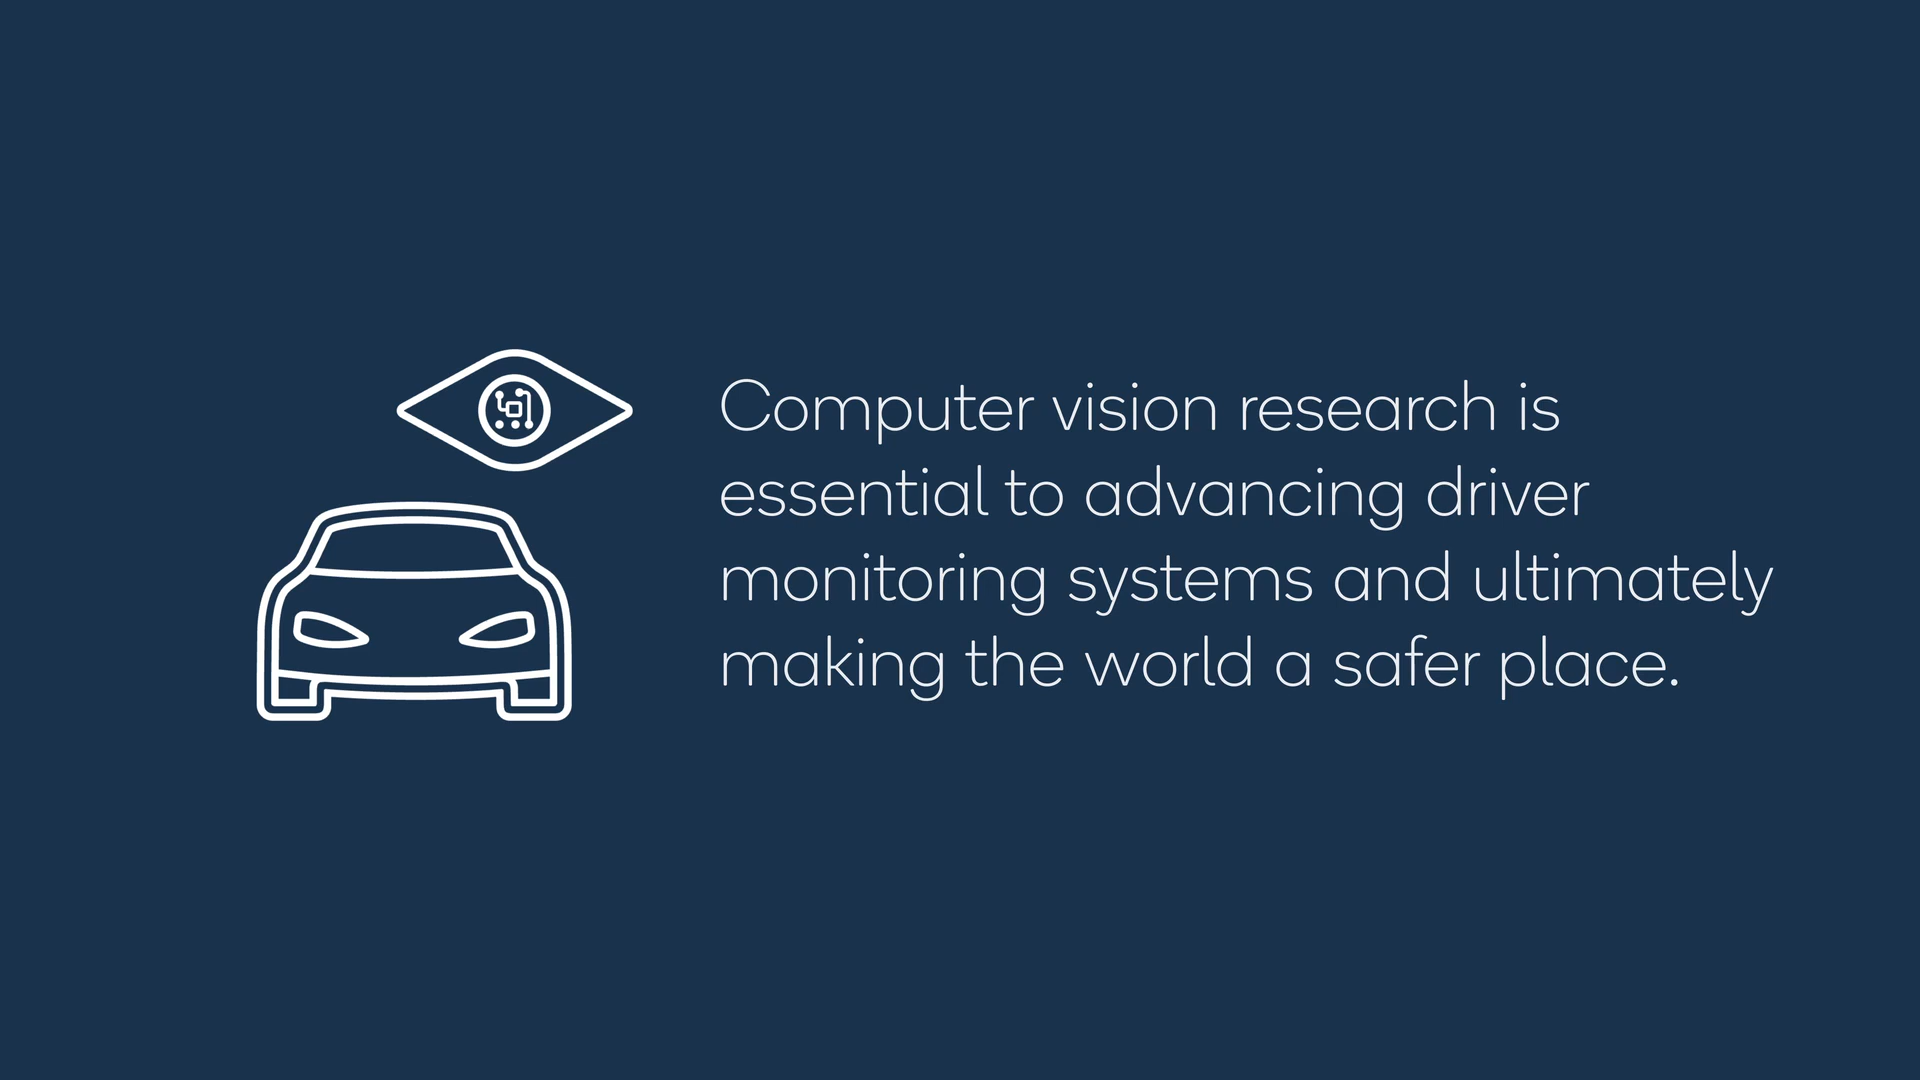 Computer vision research is
essential to advancing driver
monitoring systems and ultimately
making the world a safer place.